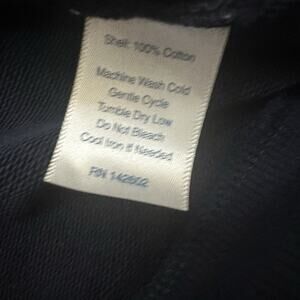 Shell: 100% Cotton
Machine Wash Cold
Gentle Cycle
Tumble Dry Low
Do Not Bleach
Cool Iron If Needed
RN 142602